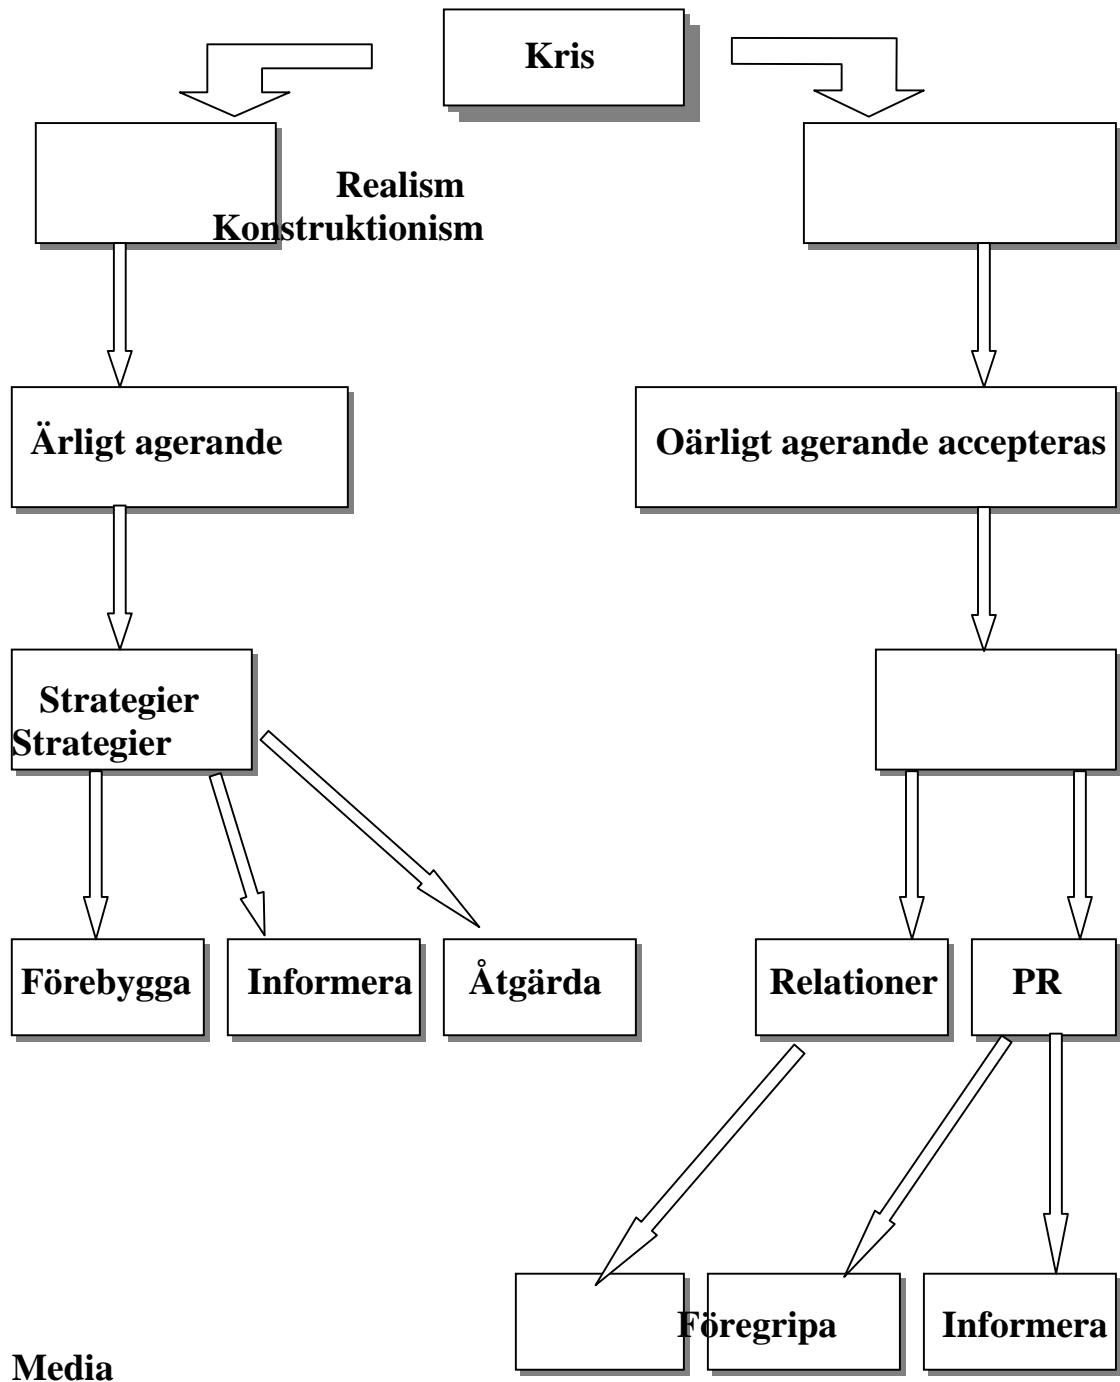 Kris
Realism
Konstruktionism
Ärligt agerande
Oärligt agerande accepteras
Strategier
Strategier
Förebygga
Informera
Åtgärda
Relationer
PR
Föregripa
Informera
Media